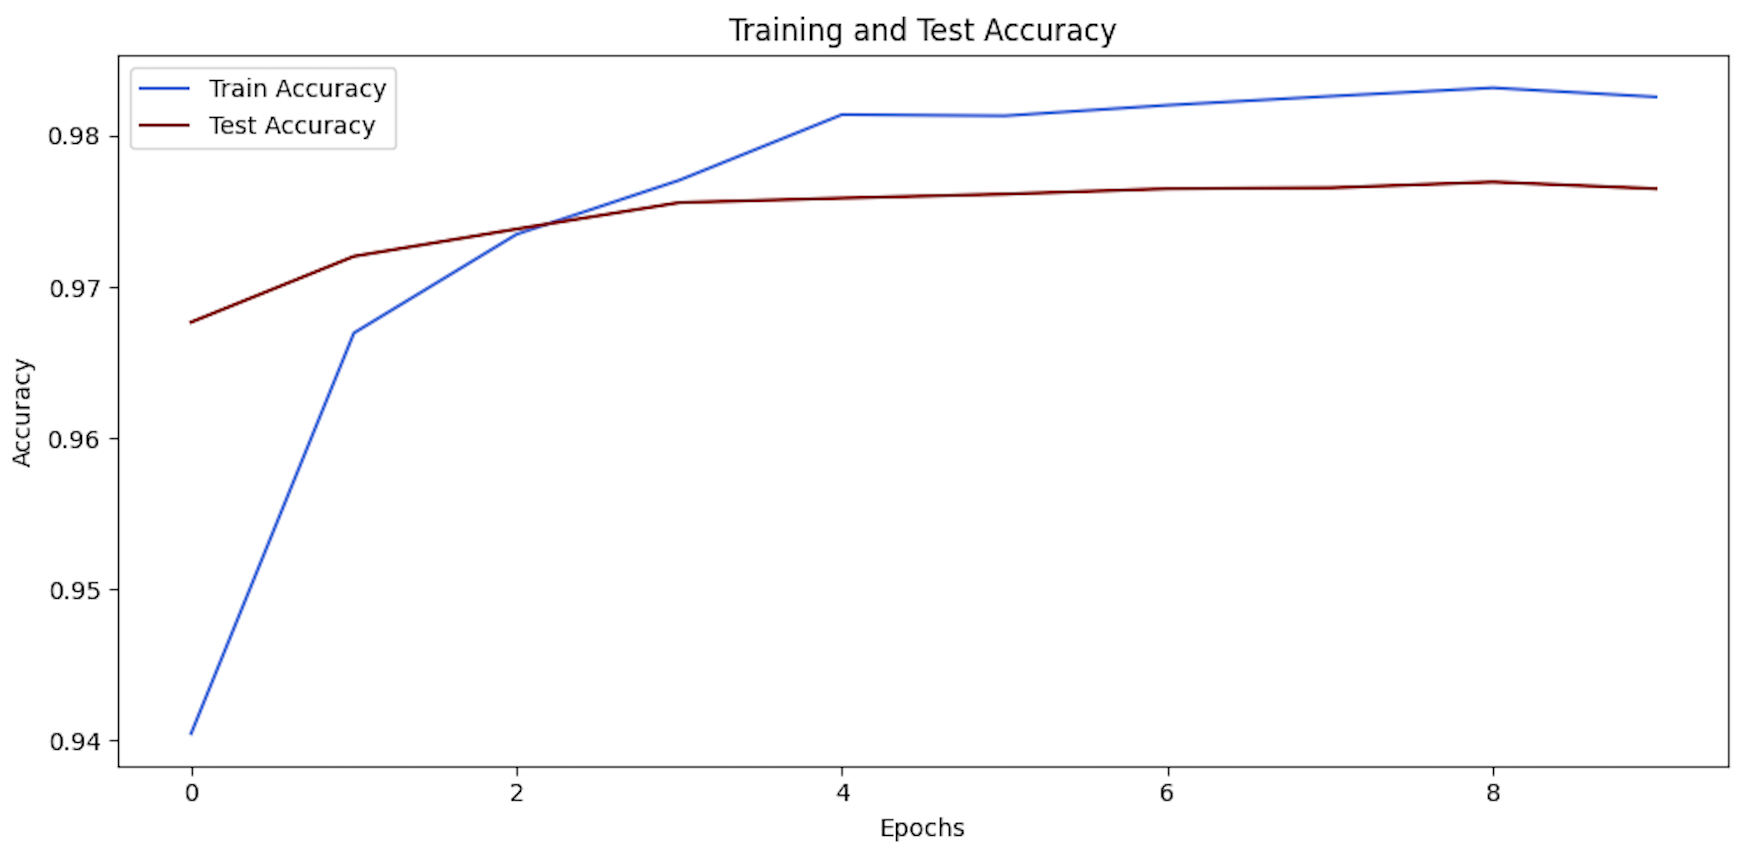 Training and Test Accuracy
Train Accuracy
Test Accuracy
0.98
0.97
0.96
0.95
0.94
Accuracy
0 2 4 6 8
Epochs